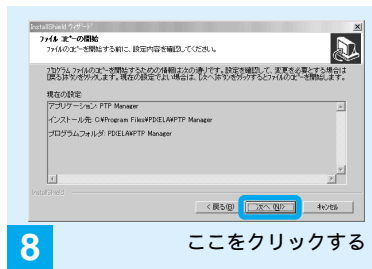 InstallShield ウィザード
ファイル コピーの開始
ファイルのコピーを開始する前に、設定内容を確認してください。
プログラム ファイルのコピーを開始するための情報は次の通りです。設定を確認して、変更を必要とする場合は
[戻る]ボタンをクリックします。現在の設定でよい場合は、[次へ]ボタンをクリックするとファイルのコピーを開始します。
現在の設定
アプリケーション: PTP Manager
インストール先: C:¥Program Files¥PIXELA¥PTP Manager
プログラムフォルダ: PIXELA¥PTP Manager
InstallShield
< 戻る(B)
次へ(N)>
キャンセル
8
ここをクリックする